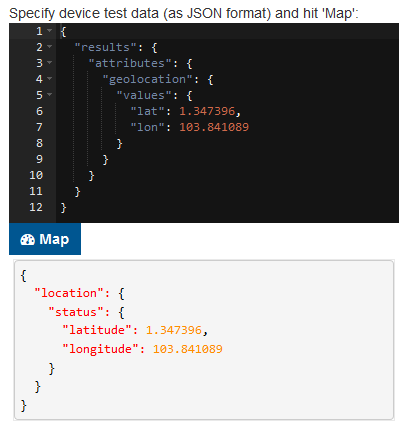 Specify device test data (as JSON format) and hit 'Map':
1 {
2 "results": {
3 "attributes": {
4 "geolocation": {
5 "values": {
6 "lat": 1.347396,
7 "lon": 103.841089
8 }
9 }
10 }
11 }
12 }
Map
{
"location": {
"status": {
"latitude": 1.347396,
"longitude": 103.841089
}
}
}